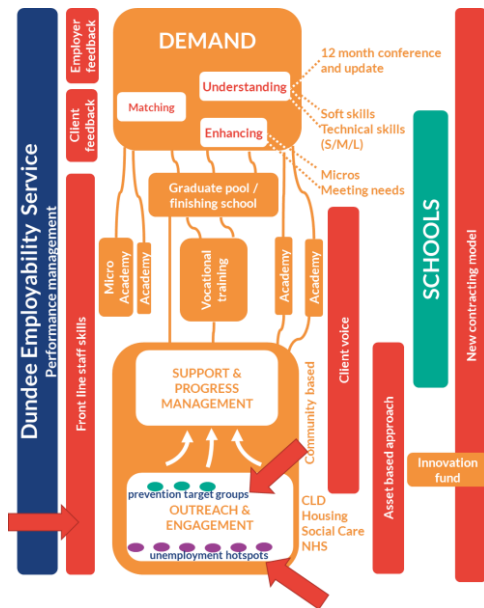 Dundee Employability Service
Performance management
Employer
feedback
Client
feedback
Front line staff skills
DEMAND
Understanding
Matching
Enhancing
12 month conference
and update
Soft skills
Technical skills
(S/M/L)
Micros
Meeting needs
Graduate pool /
finishing school
Micro
Academy
Academy
Vocational
training
Academy
Academy
SUPPORT &
PROGRESS
MANAGEMENT
Community based
prevention target groups
OUTREACH &
ENGAGEMENT
unemployment hotspots
CLD
Housing
Social Care
NHS
Client voice
Asset based approach
SCHOOLS
Innovation
fund
New contracting model